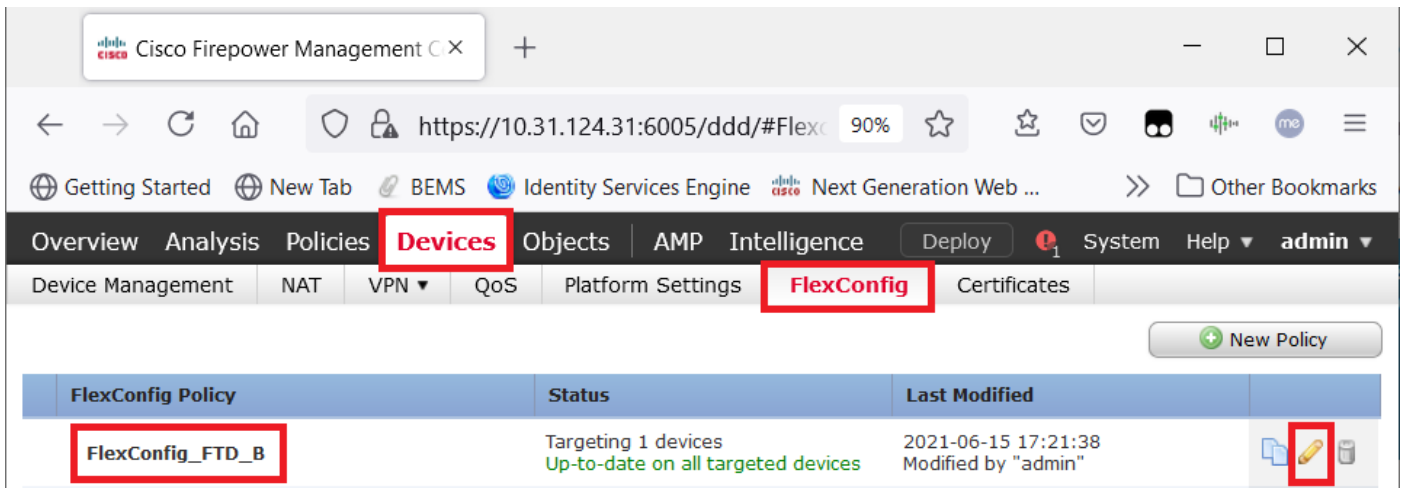 CISCO Cisco Firepower Management C
https://10.31.124.31:6005/ddd/#Flex 90% me
Getting Started New Tab BEMS Identity Services Engine CISCO Next Generation Web ... Other Bookmarks
Overview Analysis Policies Devices Objects AMP Intelligence Deploy 1 System Help admin
Device Management NAT VPN QoS Platform Settings FlexConfig Certificates
New Policy
FlexConfig Policy Status Last Modified
FlexConfig_FTD_B Targeting 1 devices 2021-06-15 17:21:38
Up-to-date on all targeted devices Modified by "admin"